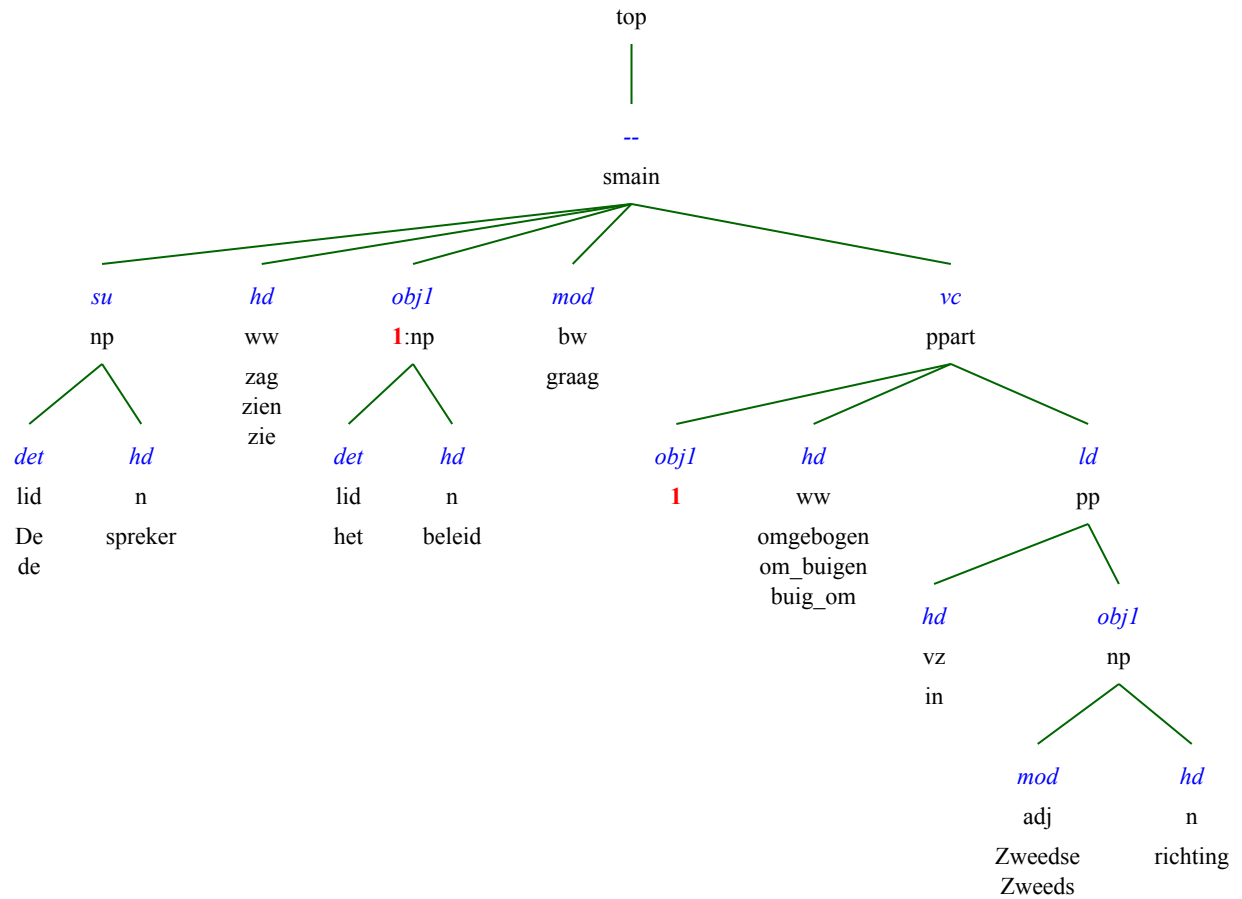 top
--
smain
su hd obj1 mod vc
np ww 1:np bw ppart
zag graag
zien
zie
det hd det hd obj1 hd ld
lid n lid n 1 ww pp
De spreker het beleid omgebogen
de om_buigen
buig_om
hd obj1
vz np
in
mod hd
adj n
Zweedse richting
Zweeds